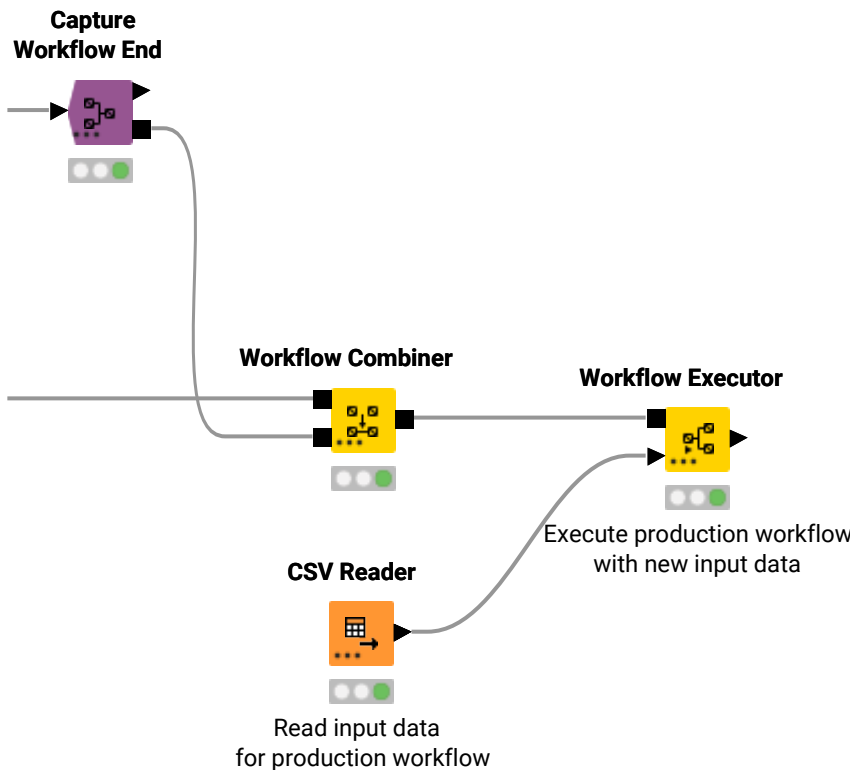 Capture
Workflow End
Workflow Combiner
Workflow Executor
Execute production workflow
with new input data
CSV Reader
Read input data
for production workflow